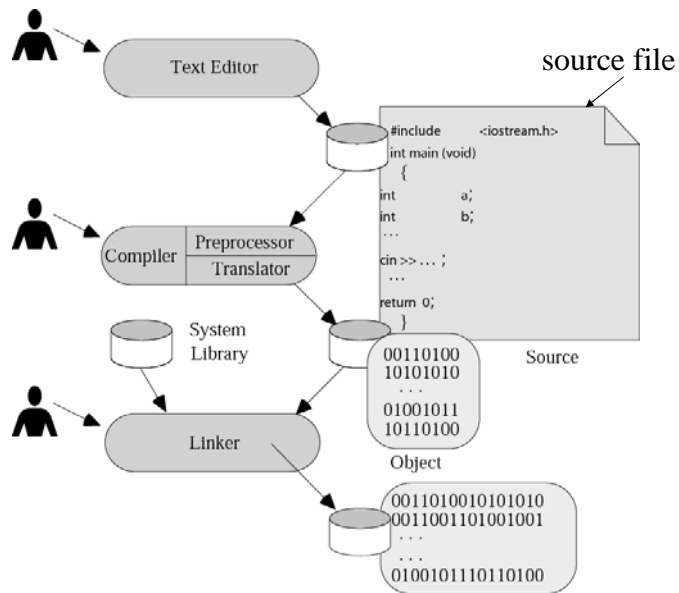 source file
Text Editor
#include <iostream.h>
int main (void)
{
int a;
int b;
...
cin >> ... ;
...
return 0;
}
Source
Compiler
Preprocessor
Translator
System
Library
00110100
10101010
...
01001011
10110100
Object
Linker
0011010010101010
0011001101001001
...
...
0100101110110100